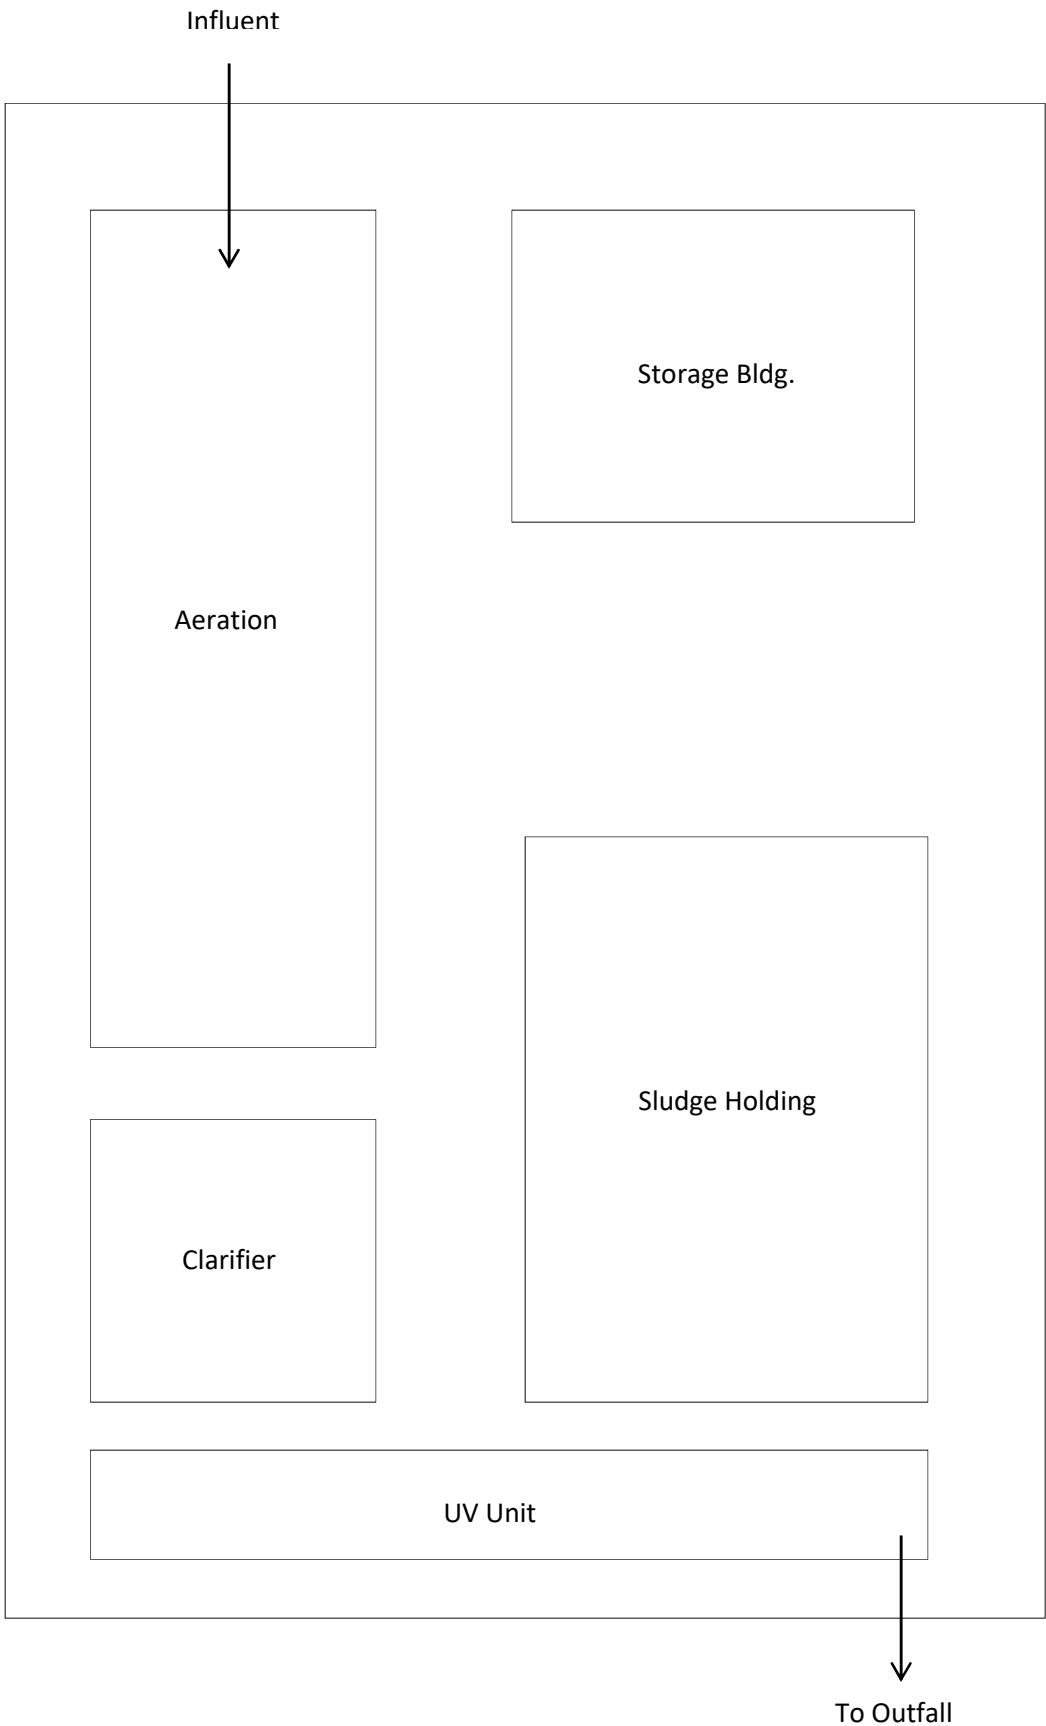 Influent
Storage Bldg.
Aeration
Sludge Holding
Clarifier
UV Unit
To Outfall